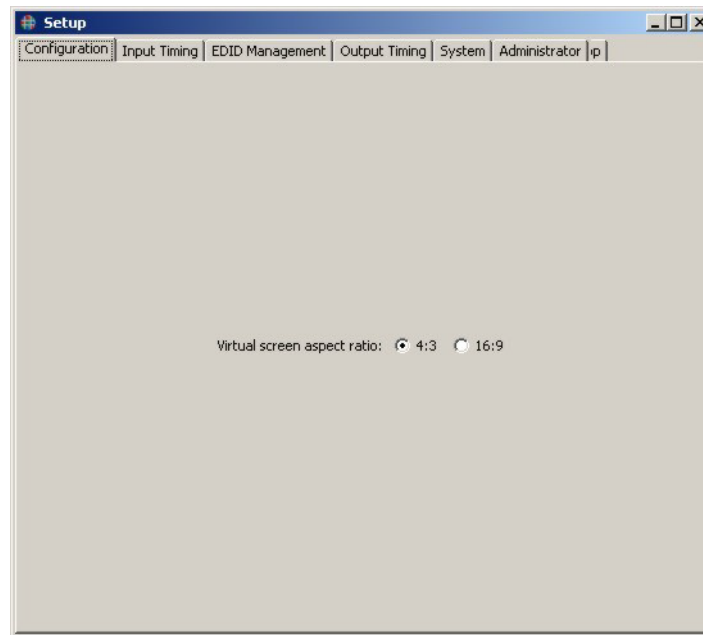 Setup
Configuration Input Timing EDID Management Output Timing System Administrator
Virtual screen aspect ratio: 4:3 16:9